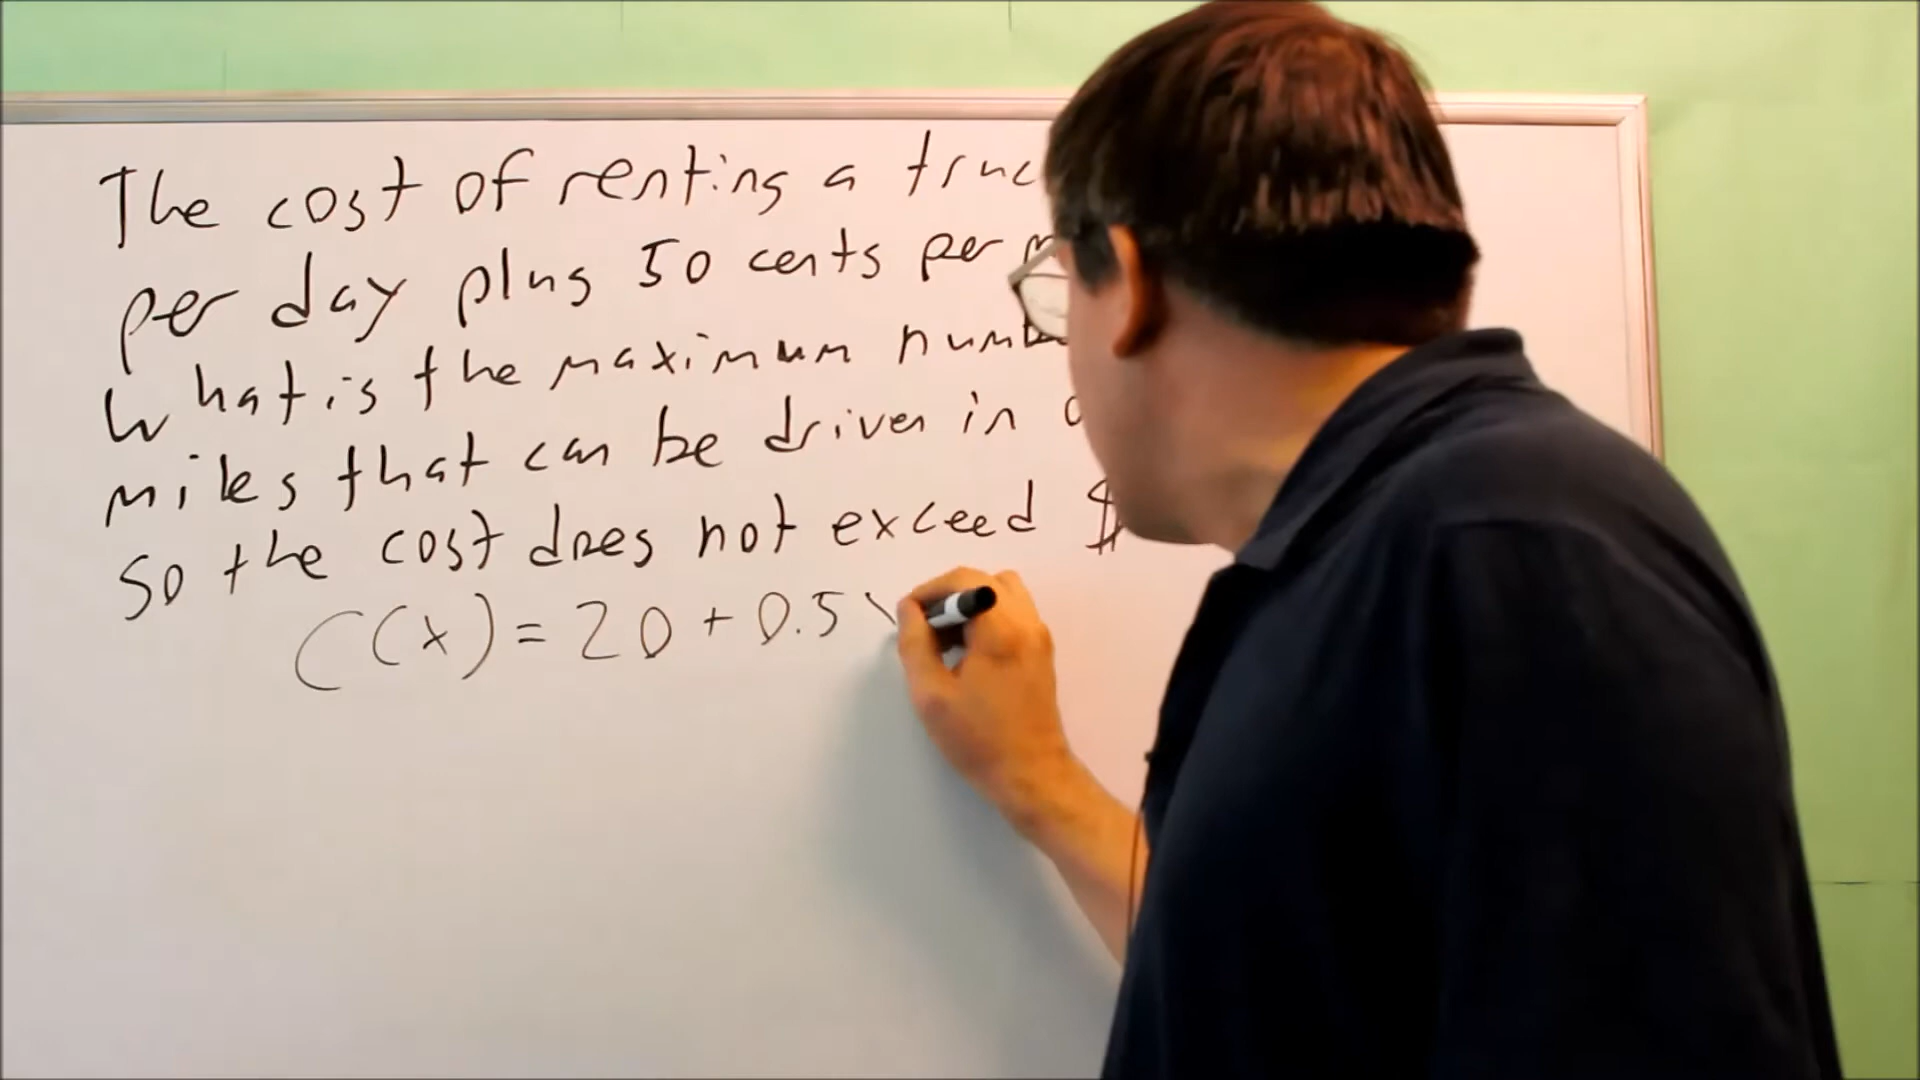 The cost of renting a truc
per day plus 50 cents per m
What is the maximum numb
miles that can be driven in a
so the cost does not exceed $
C(x) = 20 + 0.5